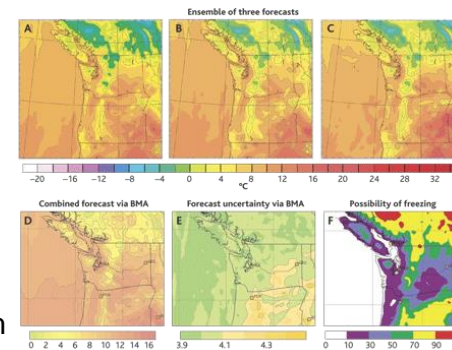 Ensemble of three forecasts
A B C
−20 −16 −12 −8 −4 0 4 8 12 16 20 24 28 32
°C
Combined forecast via BMA Forecast uncertainty via BMA Possibility of freezing
D E F
0 2 4 6 8 10 12 14 16 3.9 4.1 4.3 0 10 30 50 70 90